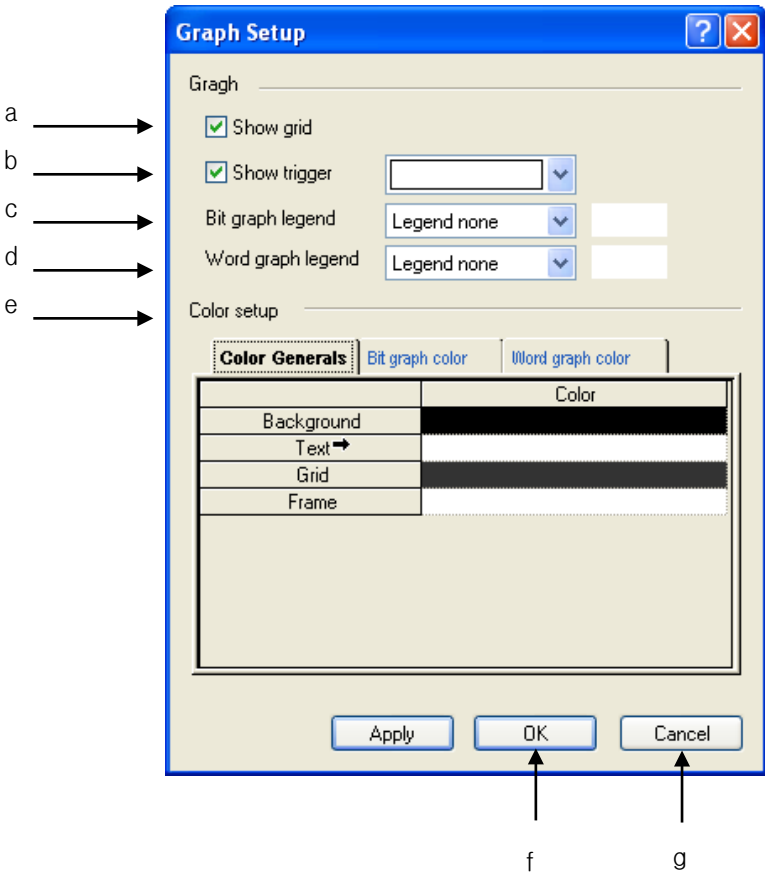 Graph Setup
Gragh
a
Show grid
b
Show trigger
c
Bit graph legend Legend none
d
Word graph legend Legend none
e
Color setup
Color Generals Bit graph color Word graph color
Color
Background
Text
Grid
Frame
Apply OK Cancel
f g